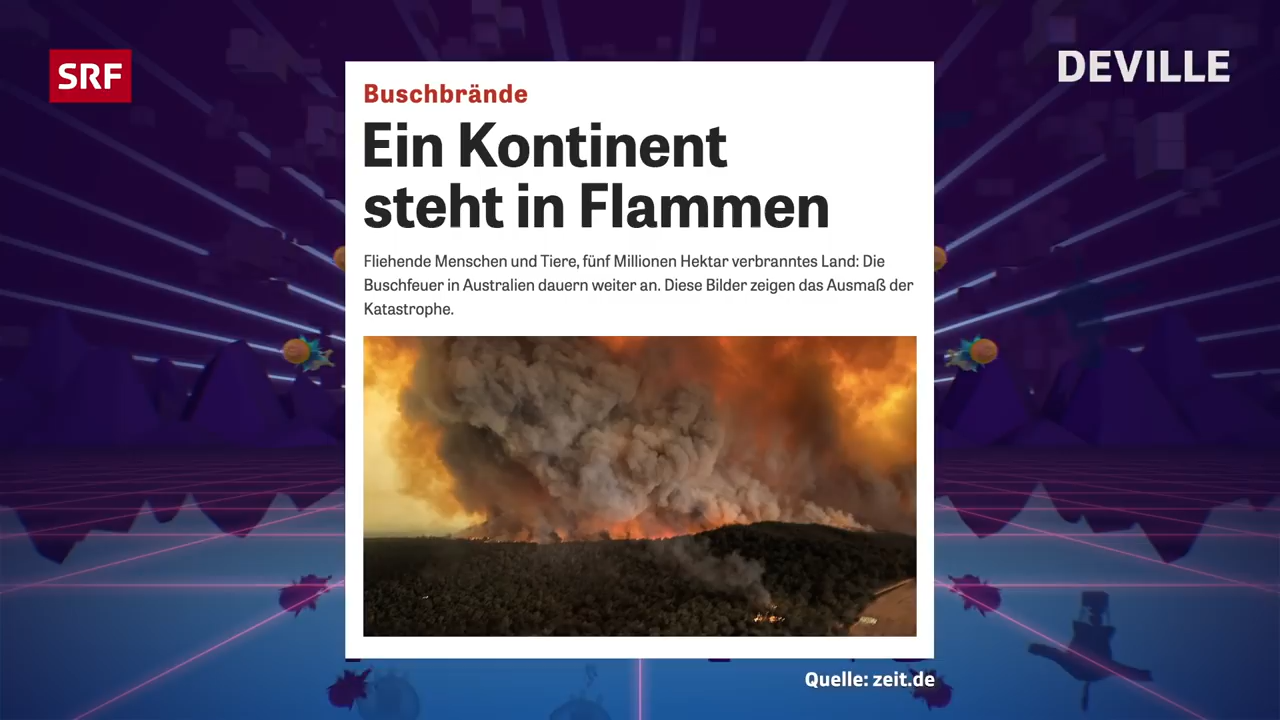 SRF
DEVILLE
Buschbrände
Ein Kontinent
steht in Flammen
Fliehende Menschen und Tiere, fünf Millionen Hektar verbranntes Land: Die
Buschfeuer in Australien dauern weiter an. Diese Bilder zeigen das Ausmaß der
Katastrophe.
Quelle: zeit.de